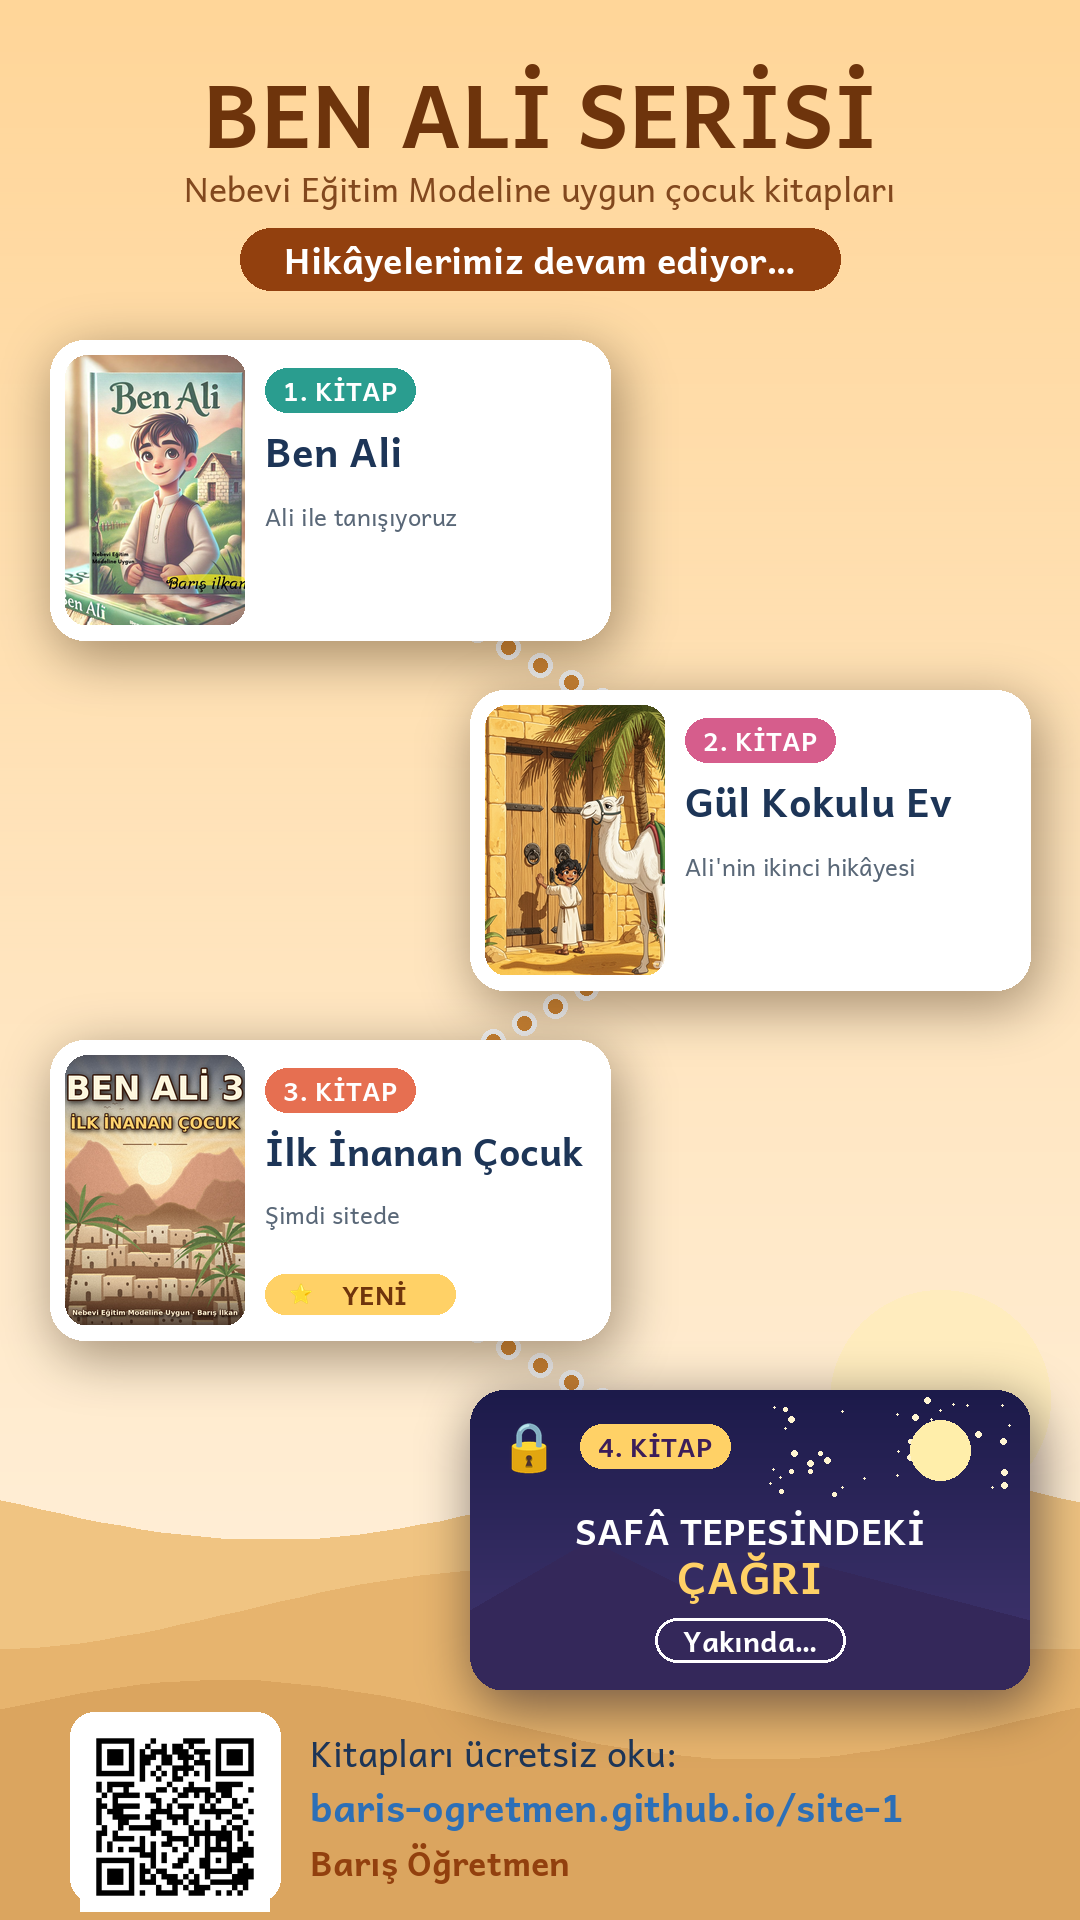 BEN ALİ SERİSİ
Nebevi Eğitim Modeline uygun çocuk kitapları
Hikâyelerimiz devam ediyor...
Ben Ali
Nebevi Eğitim
Modeline Uygun
Barış ilkan
Ben Ali
1. KİTAP
Ben Ali
Ali ile tanışıyoruz
2. KİTAP
Gül Kokulu Ev
Ali'nin ikinci hikâyesi
BEN ALİ 3
İLK İNANAN ÇOCUK
Nebevi Eğitim Modeline Uygun · Barış İlkan
3. KİTAP
İlk İnanan Çocuk
Şimdi sitede
YENİ
4. KİTAP
SAFÂ TEPESİNDEKİ
ÇAĞRI
Yakında...
Kitapları ücretsiz oku:
baris-ogretmen.github.io/site-1
Barış Öğretmen